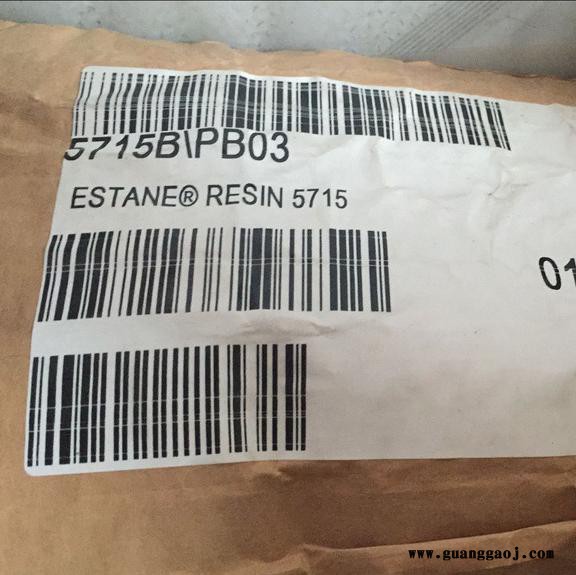 5715B\PB03
ESTANE® RESIN 5715
01
www.guanggaoj.com